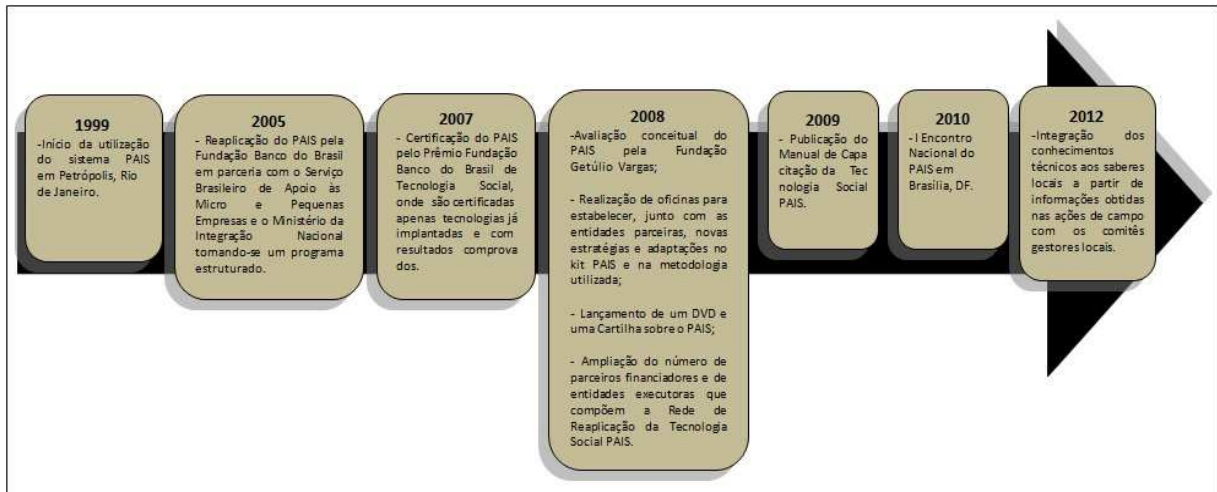 1999
-Início da utilização
do sistema PAIS
em Petrópolis, Rio
de Janeiro.
2005
- Reaplicação do PAIS pela
Fundação Banco do Brasil
em parceria com o Serviço
Brasileiro de Apoio às
Micro e Pequenas
Empresas e o Ministério da
Integração Nacional
tornando-se um programa
estruturado.
2007
- Certificação do PAIS
pelo Prêmio Fundação
Banco do Brasil de
Tecnologia Social,
onde são certificadas
apenas tecnologias já
implantadas e com
resultados comprova
dos.
2008
-Avaliação conceitual do
PAIS pela Fundação
Getúlio Vargas;
- Realização de oficinas para
estabelecer, junto com as
entidades parceiras, novas
estratégias e adaptações no
kit PAIS e na metodologia
utilizada;
- Lançamento de um DVD e
uma Cartilha sobre o PAIS;
- Ampliação do número de
parceiros financiadores e de
entidades executoras que
compõem a Rede de
Reaplicação da Tecnologia
Social PAIS.
2009
- Publicação do
Manual de Capa
citação da Tec
nologia Social
PAIS.
2010
- I Encontro
Nacional do
PAIS em
Brasília, DF.
2012
-Integração dos
conhecimentos
técnicos aos saberes
locais a partir de
informações obtidas
nas ações de campo
com os comitês
gestores locais.